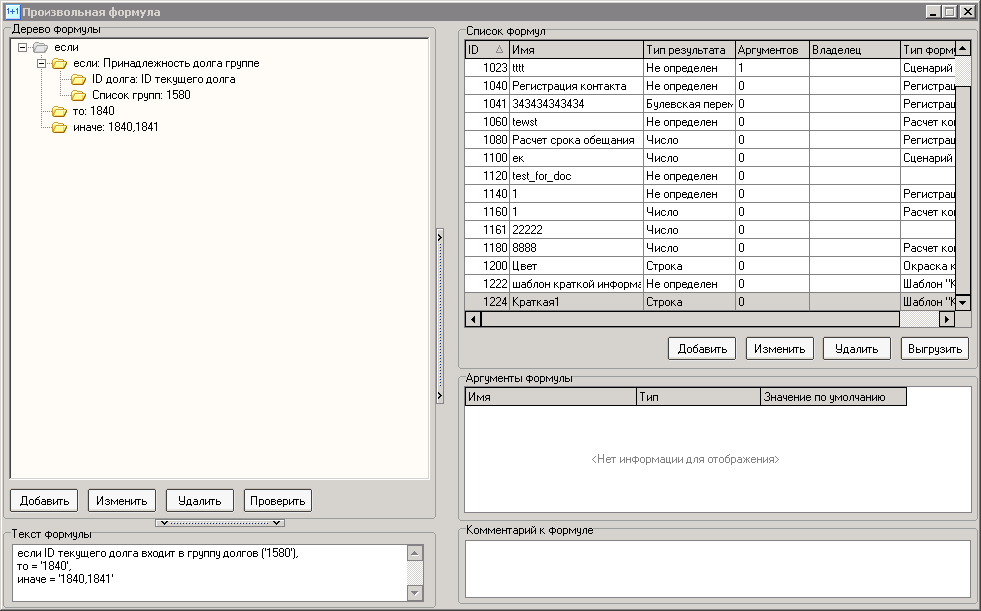 1+1 Произвольная формула
Дерево формулы
если
если: Принадлежность долга группе
ID долга: ID текущего долга
Список групп: 1580
то: 1840
иначе: 1840,1841
Добавить Изменить Удалить Проверить
Текст формулы
если ID текущего долга входит в группу долгов ('1580'),
то = '1840',
иначе = '1840,1841'
Список формул
ID Имя Тип результата Аргументов Владелец Тип форму
1023 tttt Не определен 1 Сценарий
1040 Регистрация контакта Не определен 0 Регистрац
1041 343434343434 Булевская перем 0 Регистрац
1060 tewst Не определен 0 Расчет ко
1080 Расчет срока обещания Число 0 Регистрац
1100 ек Число 0 Сценарий
1120 test_for_doc Не определен 0
1140 1 Не определен 0 Регистрац
1160 1 Число 0 Расчет ко
1161 22222 Число 0
1180 8888 Число 0 Расчет ко
1200 Цвет Строка 0 Окраска к
1222 шаблон краткой информа Не определен 0 Шаблон "К
1224 Краткая1 Строка 0 Шаблон "К
Добавить Изменить Удалить Выгрузить
Аргументы формулы
Имя Тип Значение по умолчанию
<Нет информации для отображения>
Комментарий к формуле